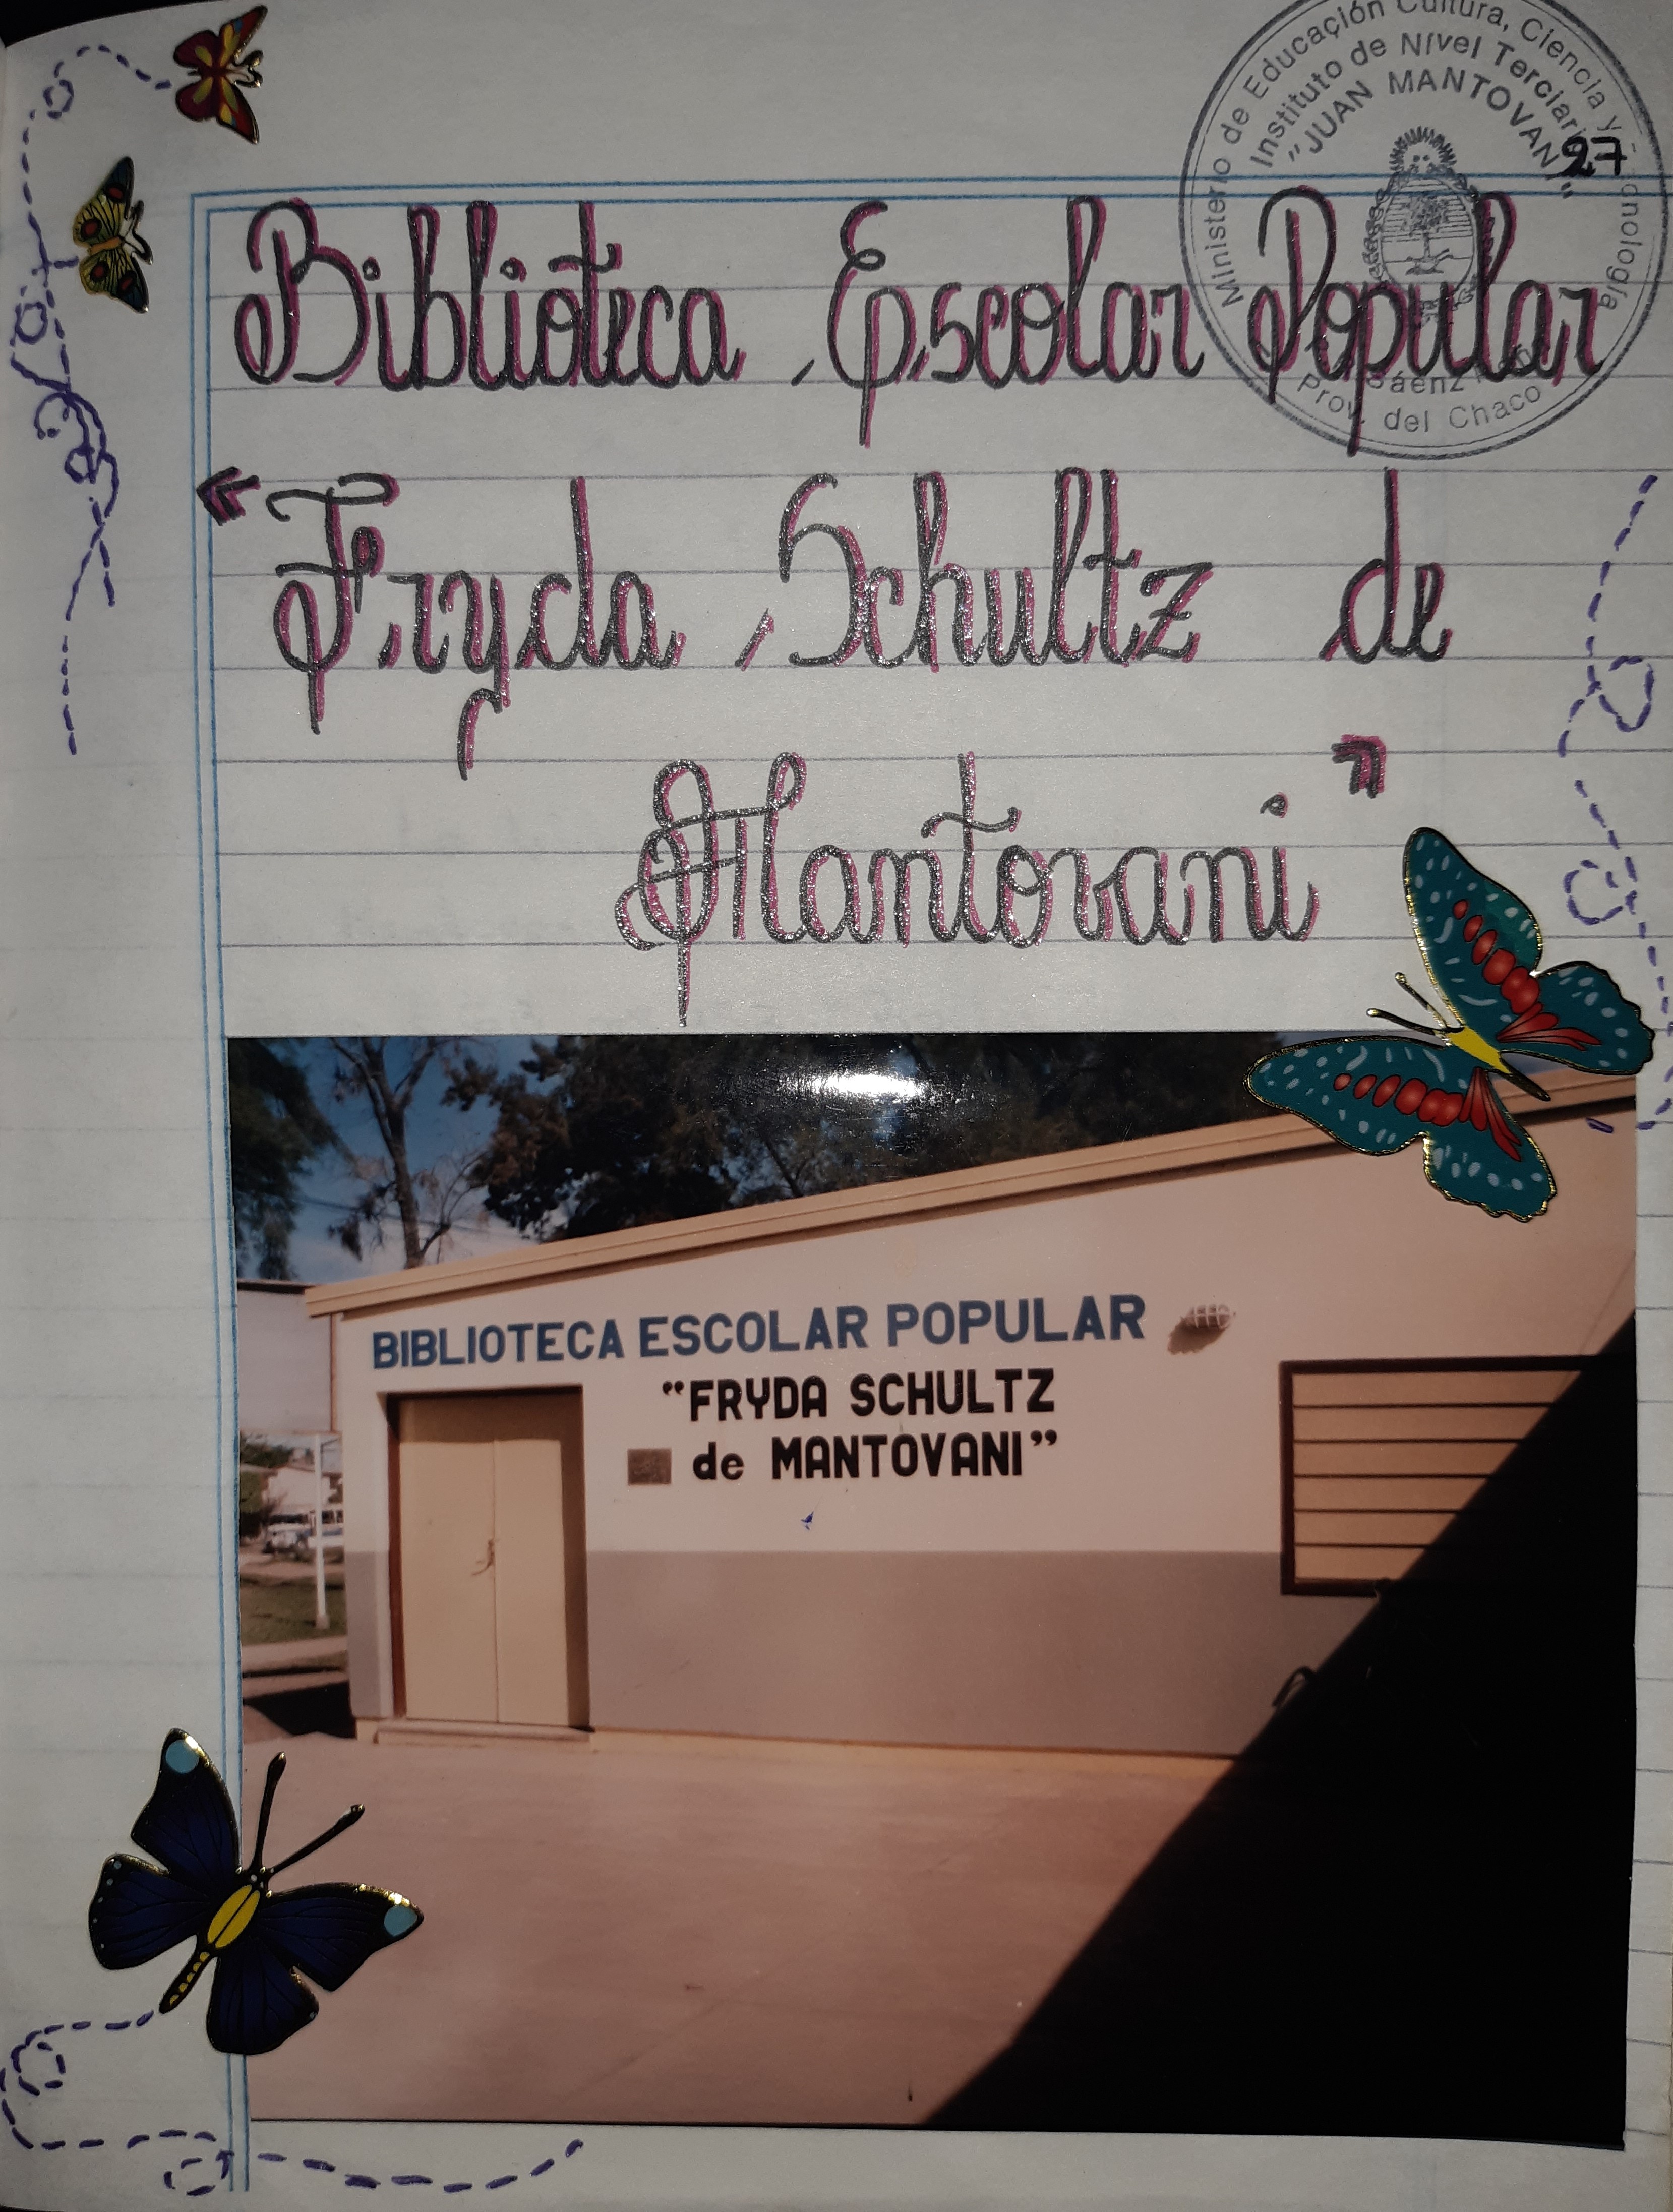 Ministerio de Educación Cultura, Ciencia y Tecnología
Instituto de Nivel Terciario
"JUAN MANTOVANI"
27
Sáenz
Prov. del Chaco
Biblioteca Escolar Popular
"Fryda Schultz de
Mantovani"
BIBLIOTECA ESCOLAR POPULAR
"FRYDA SCHULTZ
de MANTOVANI"